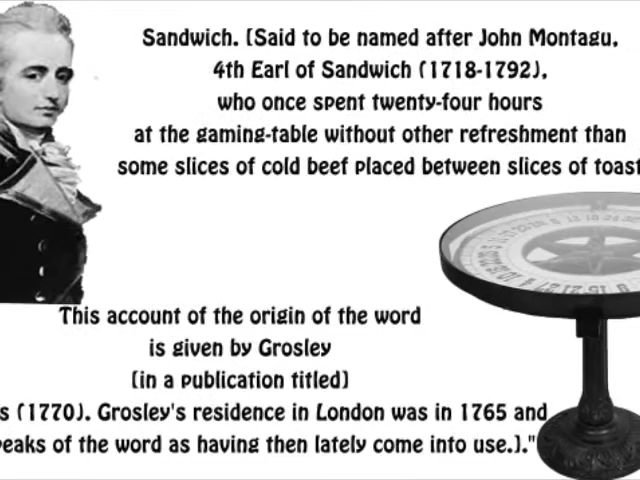 Sandwich. [Said to be named after John Montagu,
4th Earl of Sandwich (1718-1792),
who once spent twenty-four hours
at the gaming-table without other refreshment than
some slices of cold beef placed between slices of toast
This account of the origin of the word
is given by Grosley
(in a publication titled)
(1770). Grosley's residence in London was in 1765 and
of the word as having then lately come into use.]."